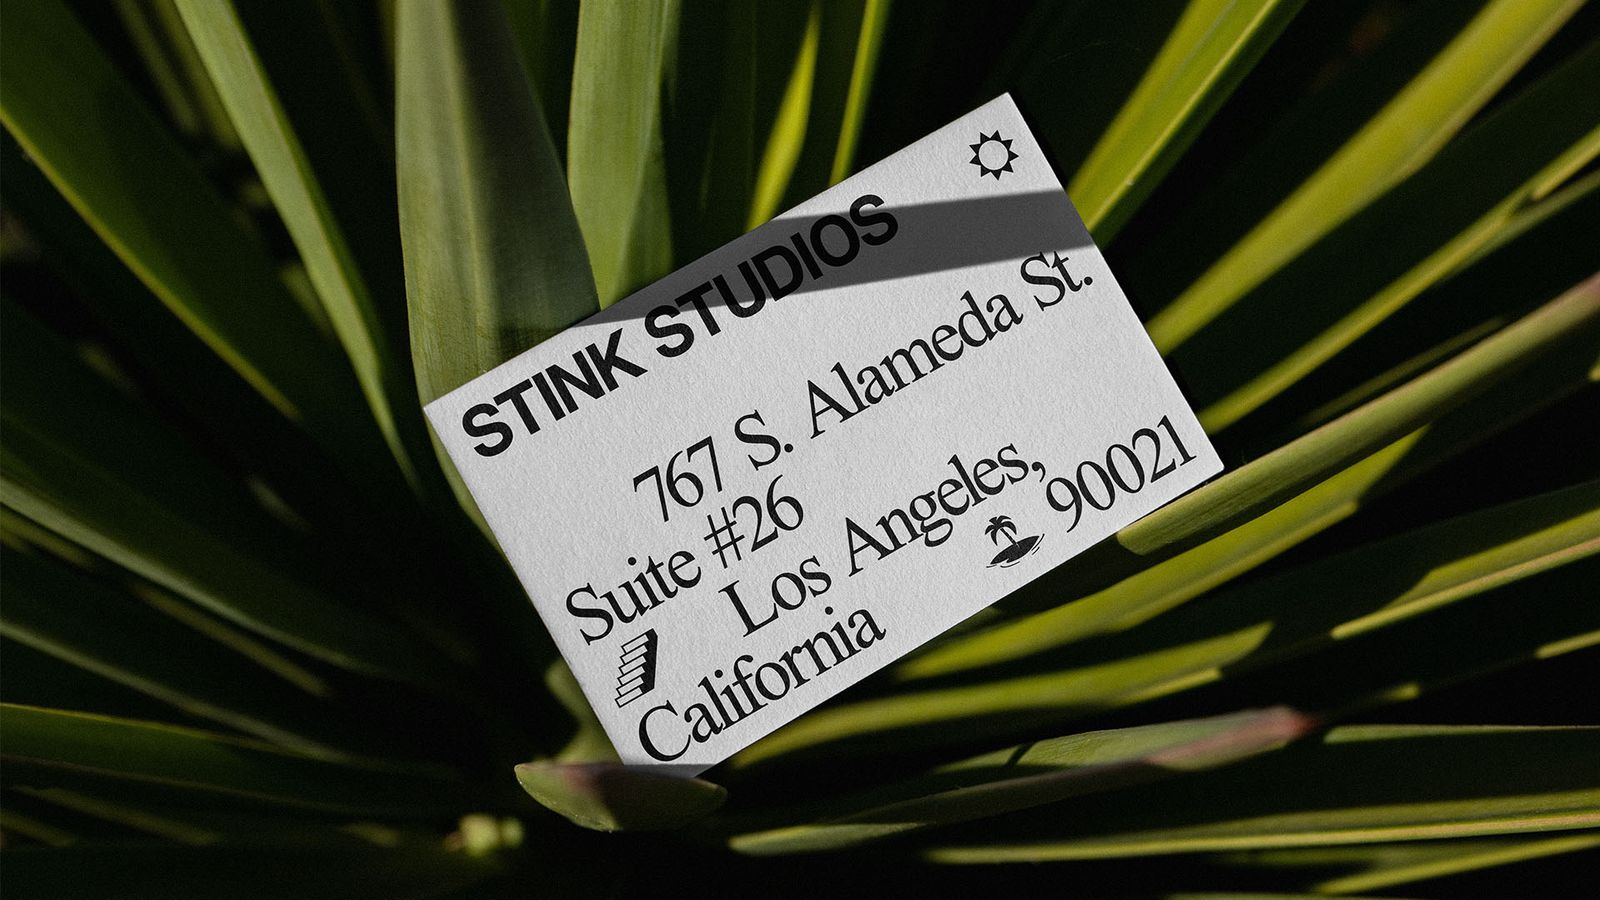 STINK STUDIOS
767 S. Alameda St.
Suite #26
Los Angeles,
California
90021